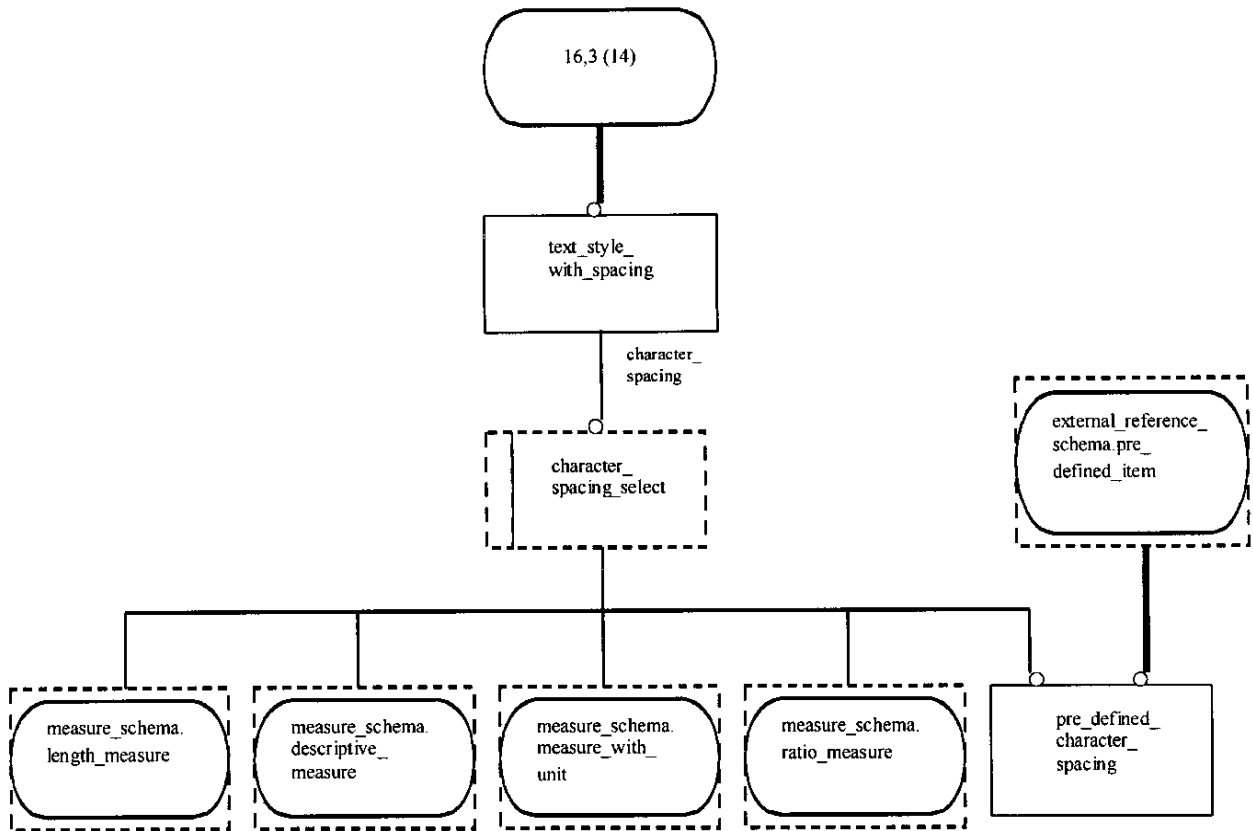 16,3 (14)
text_style_
with_spacing
character_
spacing
character_
spacing_select
external_reference_
schema.pre_
defined_item
measure_schema.
length_measure
measure_schema.
descriptive_
measure
measure_schema.
measure_with_
unit
measure_schema.
ratio_measure
pre_defined_
character_
spacing